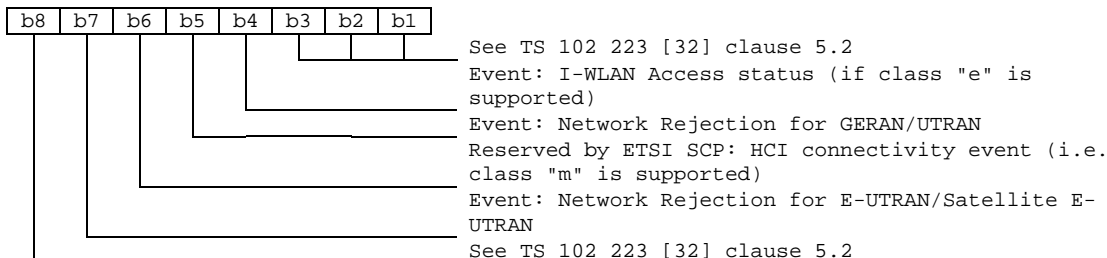 b8 b7 b6 b5 b4 b3 b2 b1
See TS 102 223 [32] clause 5.2
Event: I-WLAN Access status (if class "e" is
supported)
Event: Network Rejection for GERAN/UTRAN
Reserved by ETSI SCP: HCI connectivity event (i.e.
class "m" is supported)
Event: Network Rejection for E-UTRAN/Satellite E-
UTRAN
See TS 102 223 [32] clause 5.2